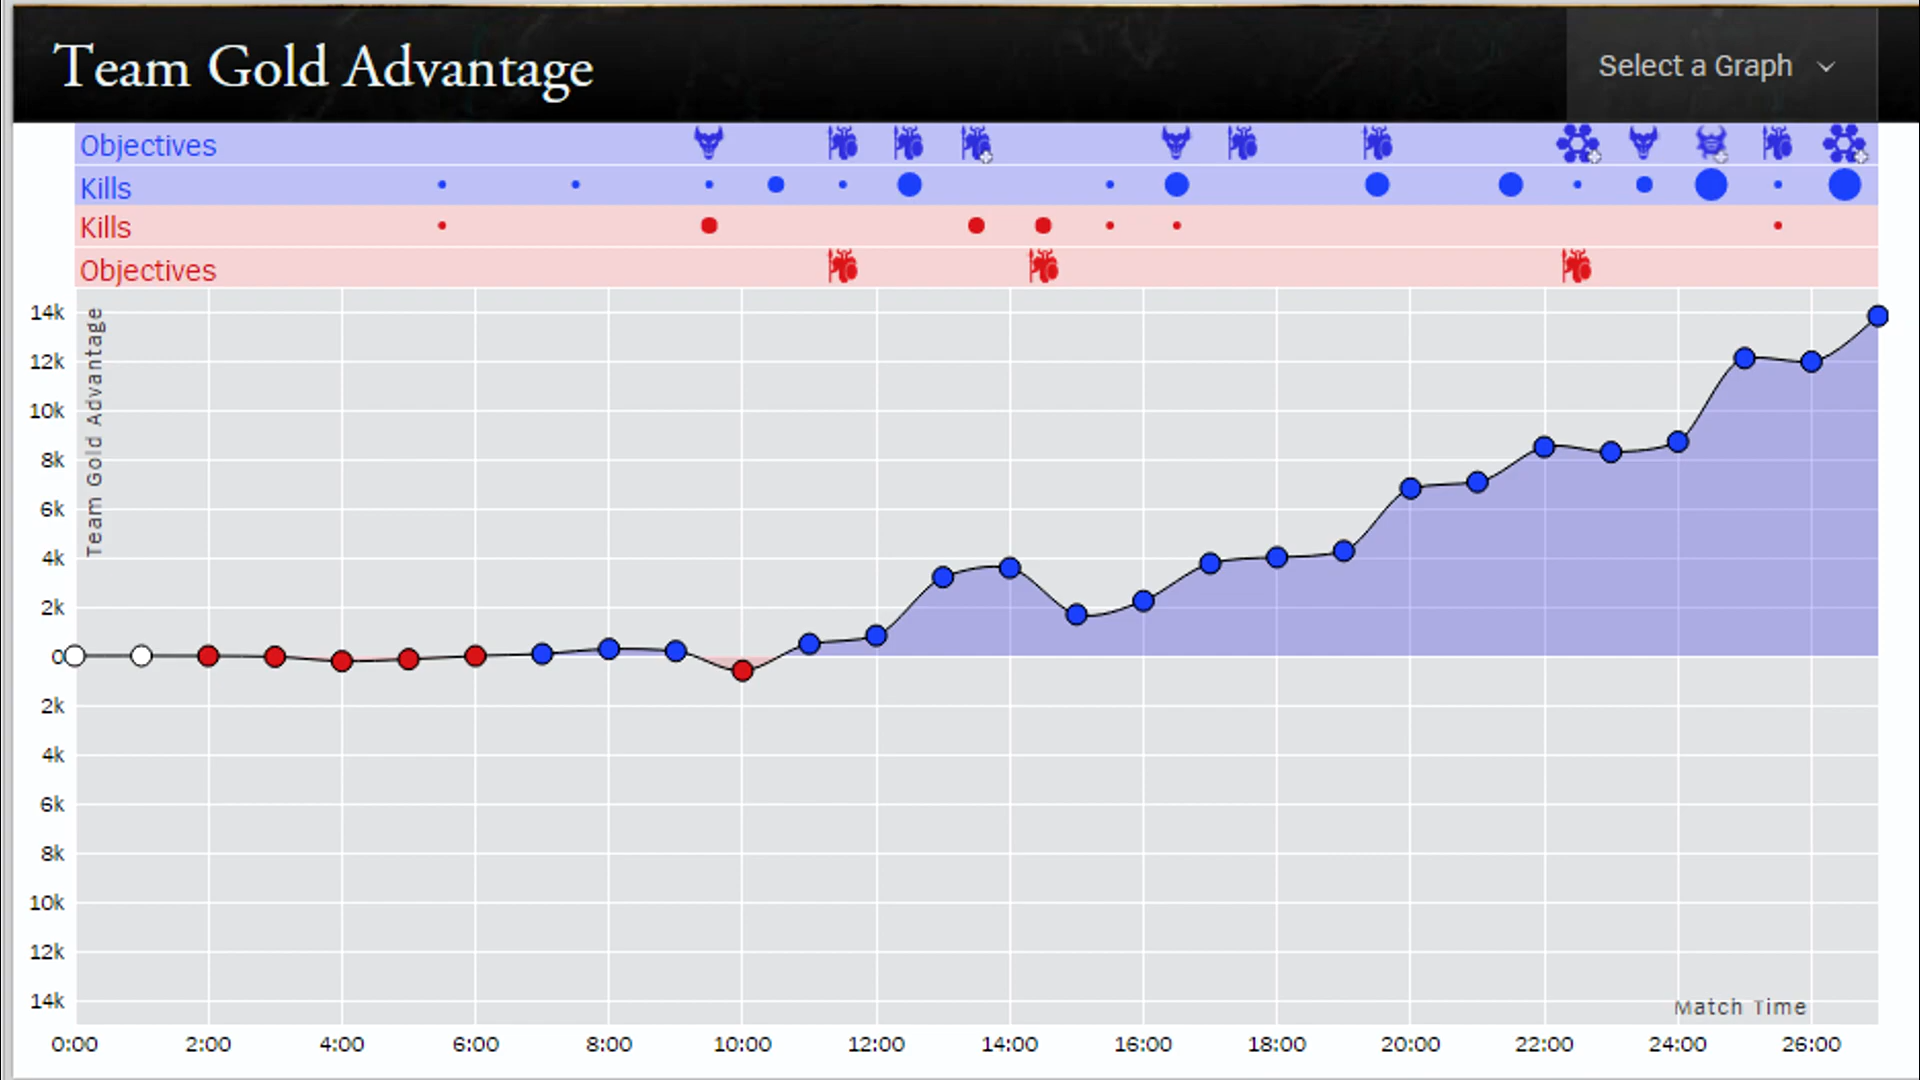 Team Gold Advantage
Select a Graph
Objectives
Kills
Kills
Objectives
Team Gold Advantage
14k
12k
10k
8k
6k
4k
2k
0
2k
4k
6k
8k
10k
12k
14k
Match Time
0:00 2:00 4:00 6:00 8:00 10:00 12:00 14:00 16:00 18:00 20:00 22:00 24:00 26:00